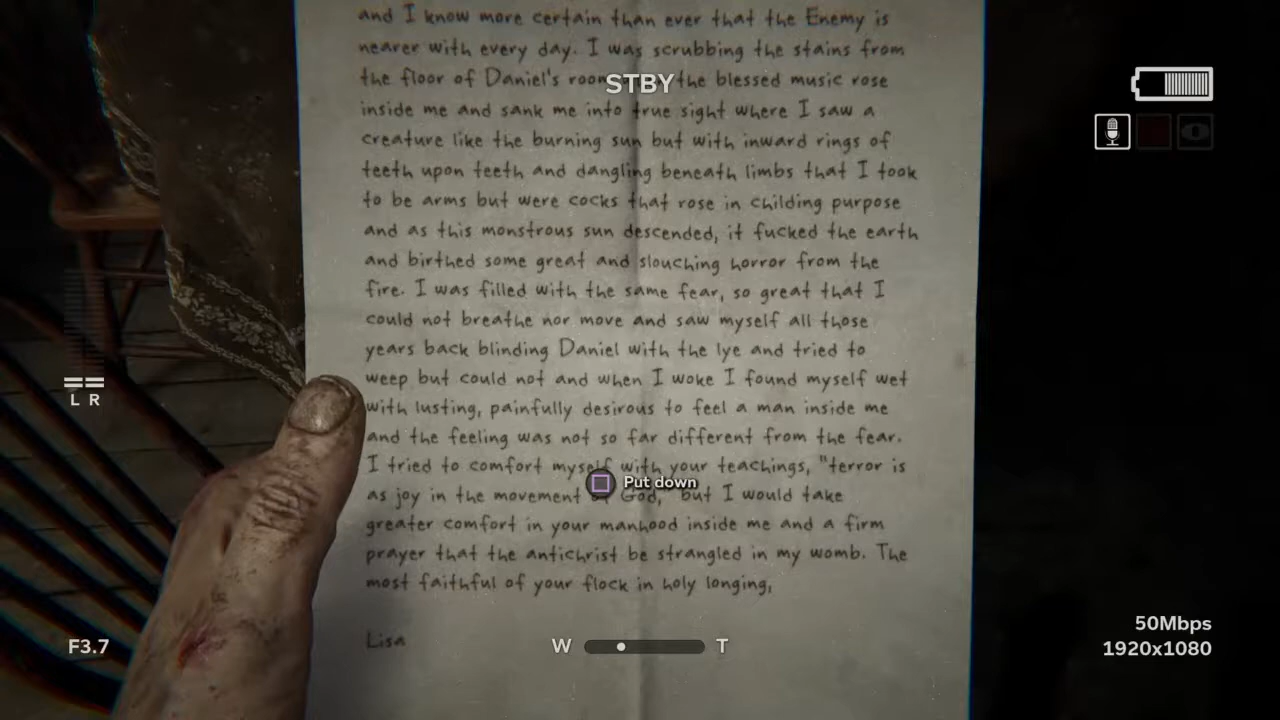 and I know more certain than ever that the Enemy is
nearer with every day. I was scrubbing the stains from
the floor of Daniel's room the blessed music rose
STBY
inside me and sank me into true sight where I saw a
creature like the burning sun but with inward rings of
teeth upon teeth and dangling beneath limbs that I took
to be arms but were cocks that rose in childing purpose
and as this monstrous sun descended, it fucked the earth
and birthed some great and slouching horror from the
fire. I was filled with the same fear, so great that I
could not breathe nor move and saw myself all those
years back blinding Daniel with the lye and tried to
weep but could not and when I woke I found myself wet
with lusting, painfully desirous to feel a man inside me
and the feeling was not so far different from the fear.
I tried to comfort myself with your teachings, "terror is
Put down
as joy in the movement of God," but I would take
greater comfort in your manhood inside me and a firm
prayer that the antichrist be strangled in my womb. The
most faithful of your flock in holy longing,
Lisa
L R
F3.7
W T
50Mbps
1920x1080